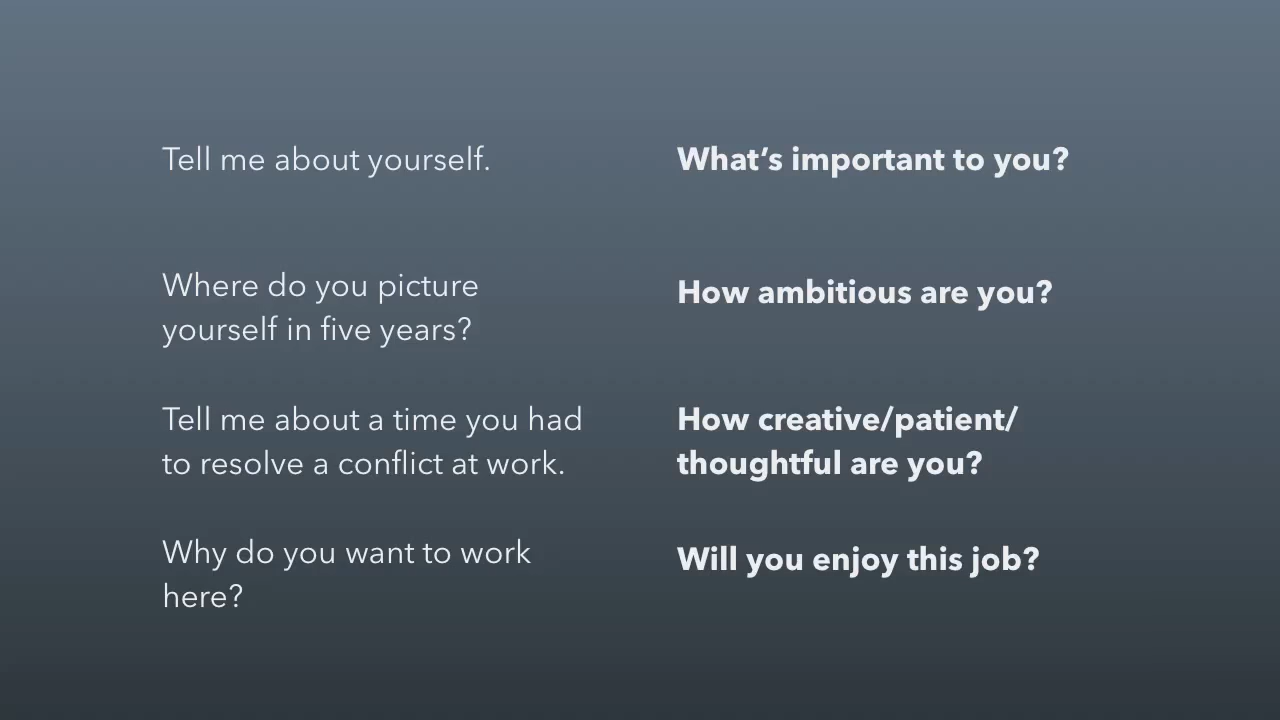 Tell me about yourself.
What’s important to you?
Where do you picture
yourself in five years?
How ambitious are you?
Tell me about a time you had
to resolve a conflict at work.
How creative/patient/
thoughtful are you?
Why do you want to work
here?
Will you enjoy this job?